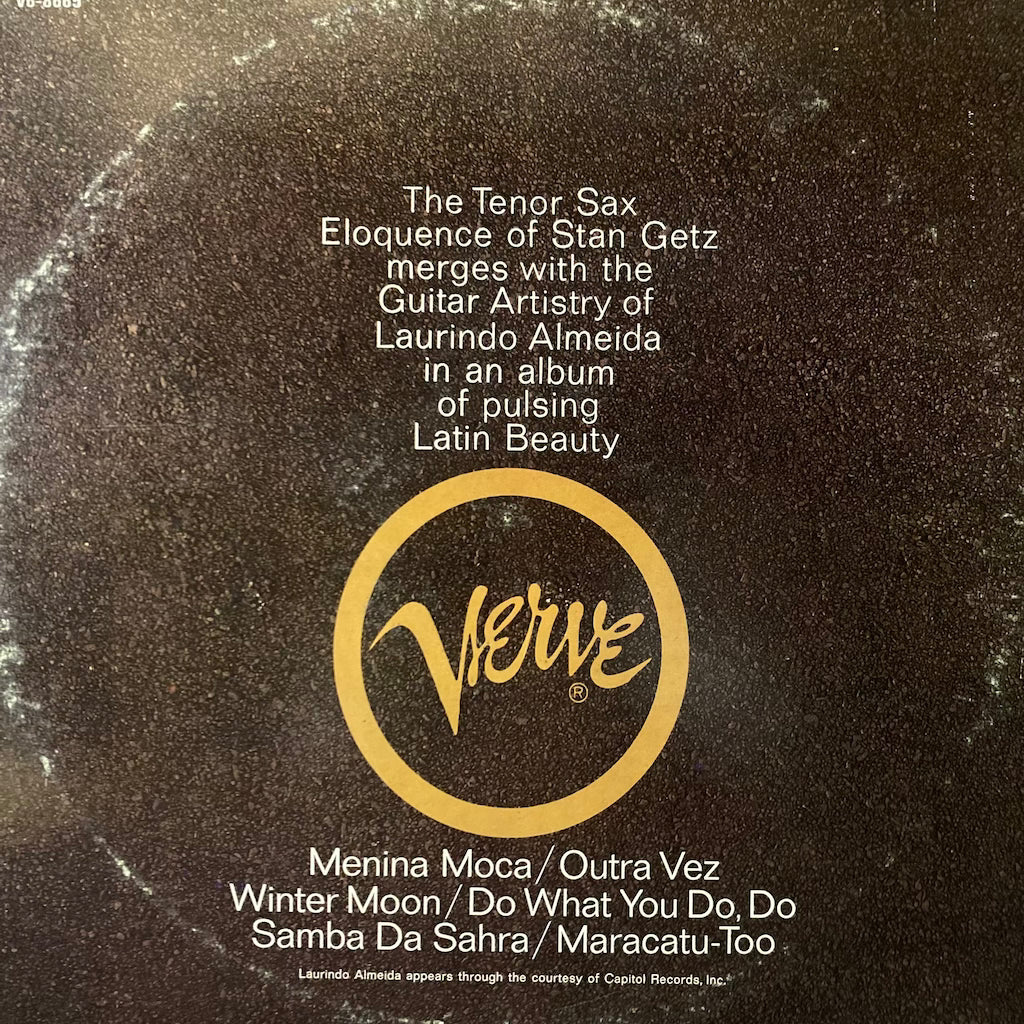 V6-8665
The Tenor Sax
Eloquence of Stan Getz
merges with the
Guitar Artistry of
Laurindo Almeida
in an album
of pulsing
Latin Beauty
Verve
®
Menina Moca/Outra Vez
Winter Moon/Do What You Do, Do
Samba Da Sahra/Maracatu-Too
Laurindo Almeida appears through the courtesy of Capitol Records, Inc.